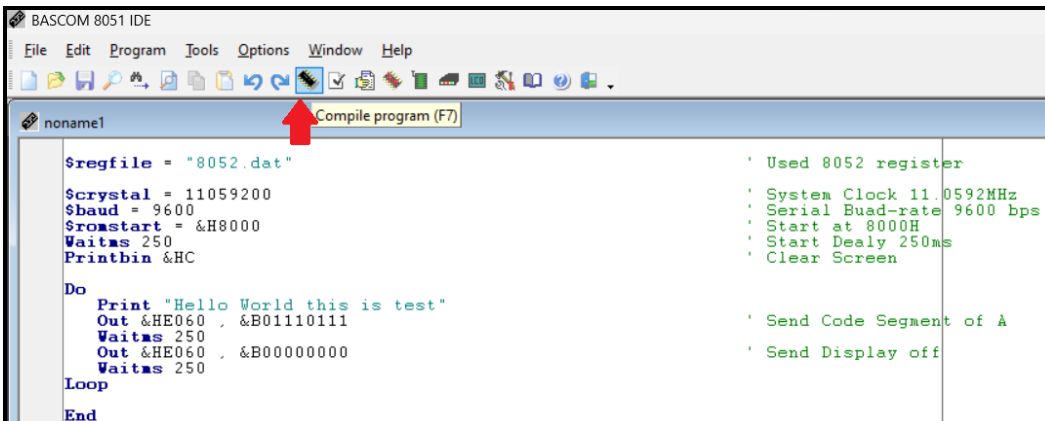 BASCOM 8051 IDE
File Edit Program Tools Options Window Help
Compile program (F7)
noname1
$regfile = "8052.dat" ' Used 8052 register
$crystal = 11059200 ' System Clock 11.0592MHz
$baud = 9600 ' Serial Buad-rate 9600 bps
$romstart = &H8000 ' Start at 8000H
Waitms 250 ' Start Dealy 250ms
Printbin &HC ' Clear Screen
Do
Print "Hello World this is test"
Out &HE060 , &B01110111 ' Send Code Segment of A
Waitms 250
Out &HE060 , &B00000000 ' Send Display off
Waitms 250
Loop
End